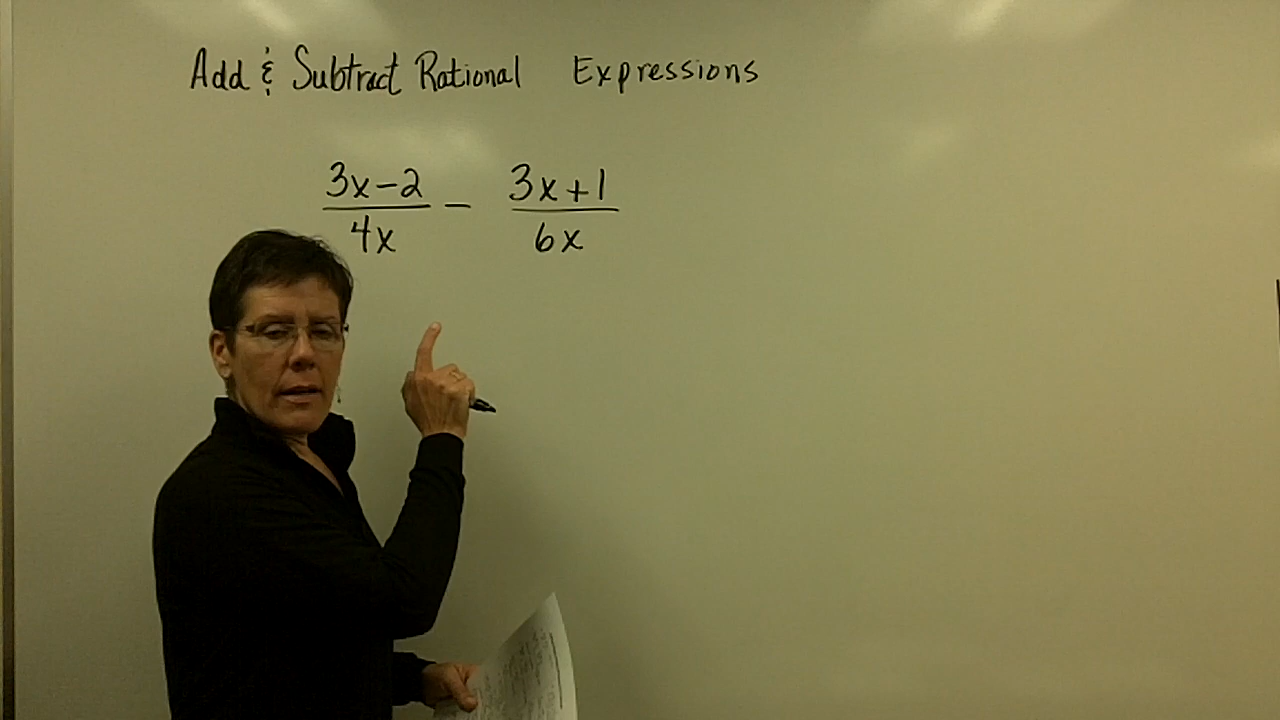 Add & Subtract Rational Expressions
3x-2 — 3x+1
4x 6x